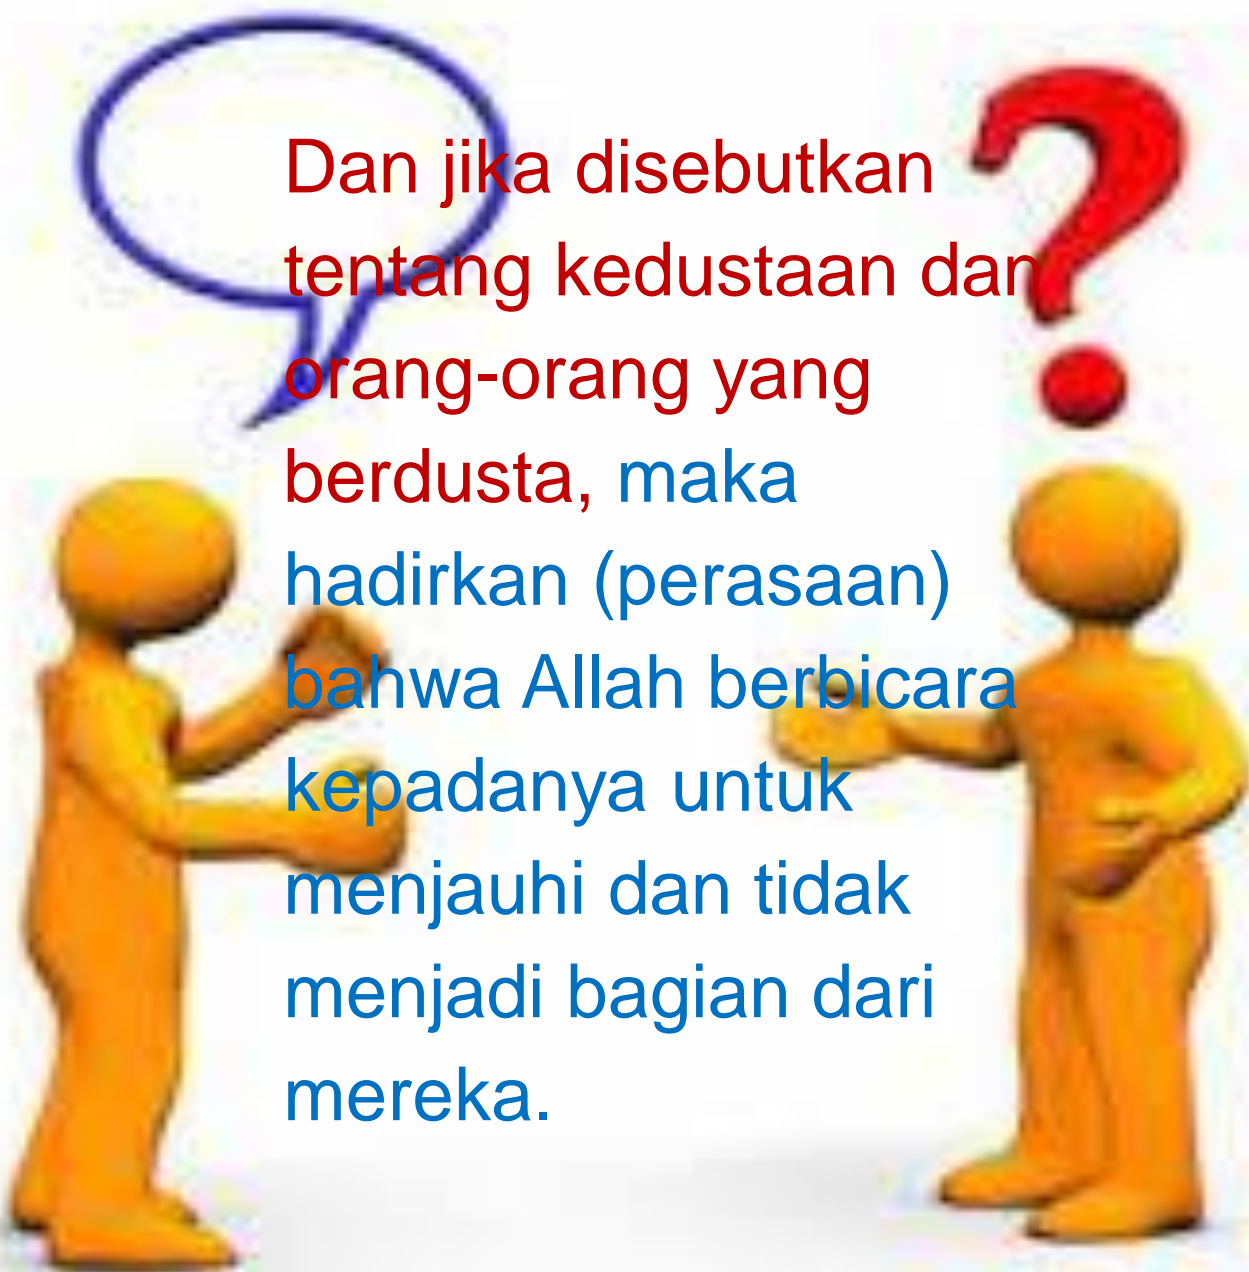 Dan jika disebutkan
tentang kedustaan dan
orang-orang yang
berdusta, maka
hadirkan (perasaan)
bahwa Allah berbicara
kepadanya untuk
menjauhi dan tidak
menjadi bagian dari
mereka.